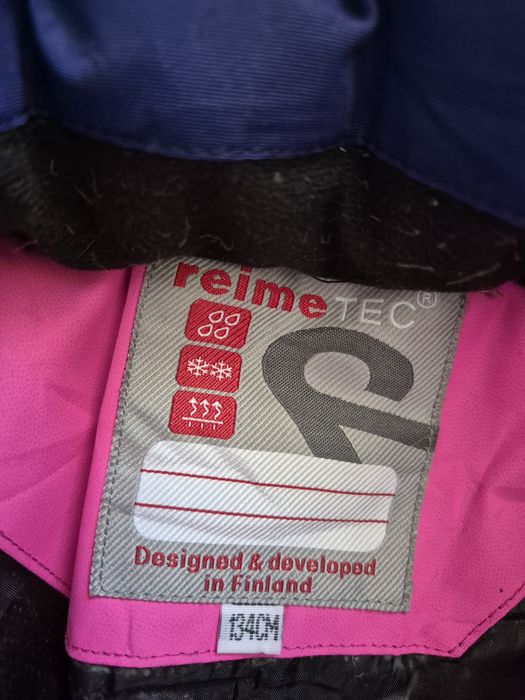 reimeTEC®
Designed & developed
in Finland
134CM